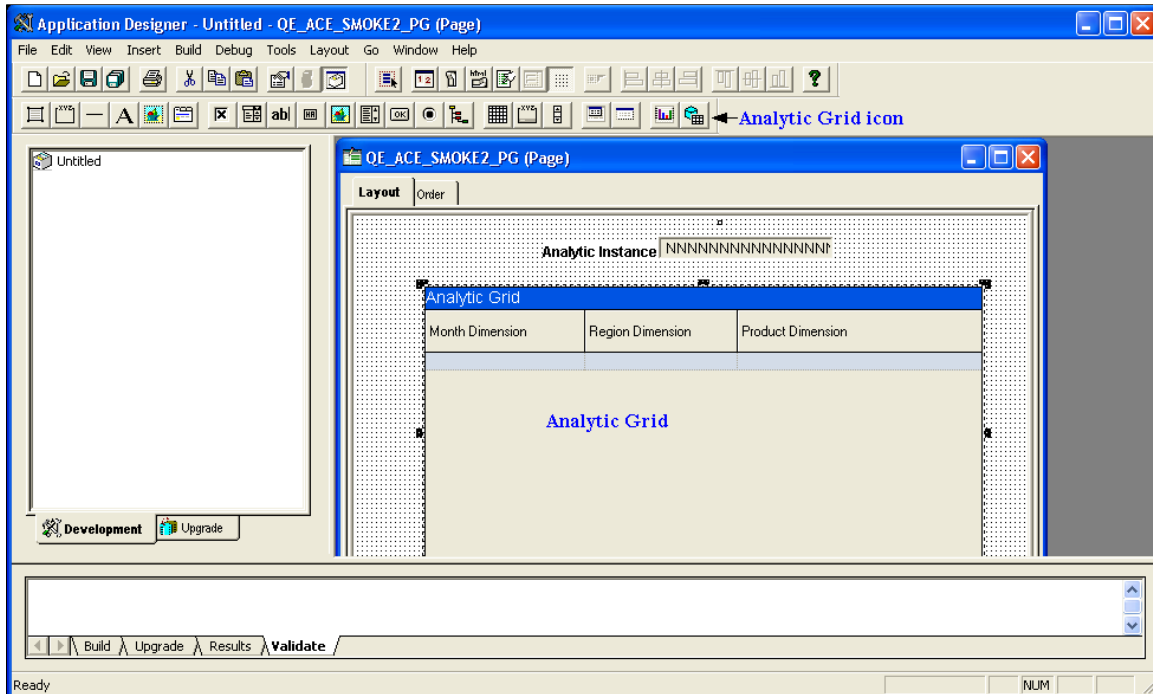 Application Designer - Untitled - QE_ACE_SMOKE2_PG (Page)
File Edit View Insert Build Debug Tools Layout Go Window Help
Analytic Grid icon
Untitled
QE_ACE_SMOKE2_PG (Page)
Layout Order
Analytic Instance NNNNNNNNNNNNNNNN
Analytic Grid
Month Dimension Region Dimension Product Dimension
Analytic Grid
Development Upgrade
Build Upgrade Results Validate
Ready NUM